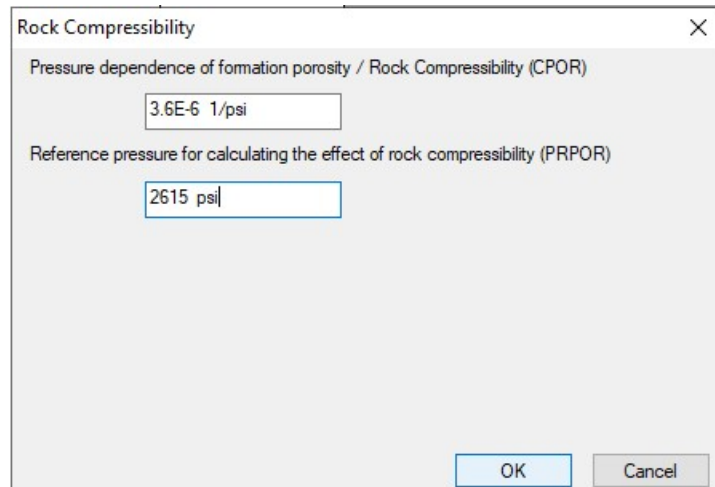 Rock Compressibility
Pressure dependence of formation porosity / Rock Compressibility (CPOR)
3.6E-6 1/psi
Reference pressure for calculating the effect of rock compressibility (PRPOR)
2615 psi
OK Cancel